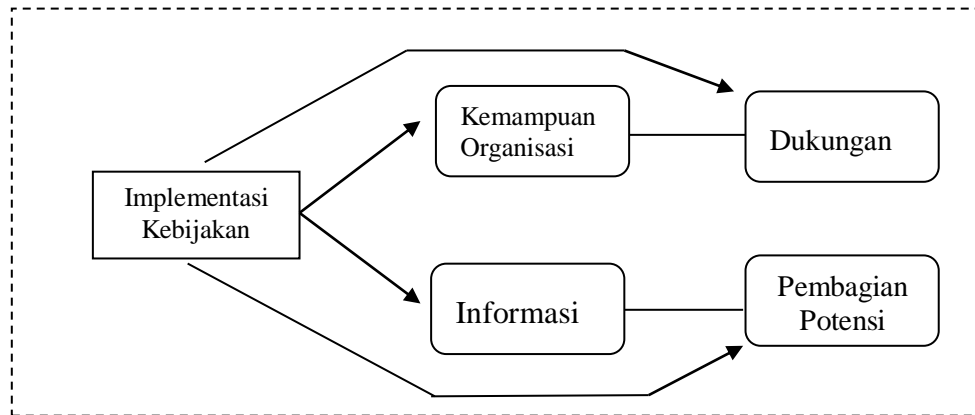 Kemampuan
Organisasi
Dukungan
Implementasi
Kebijakan
Informasi
Pembagian
Potensi